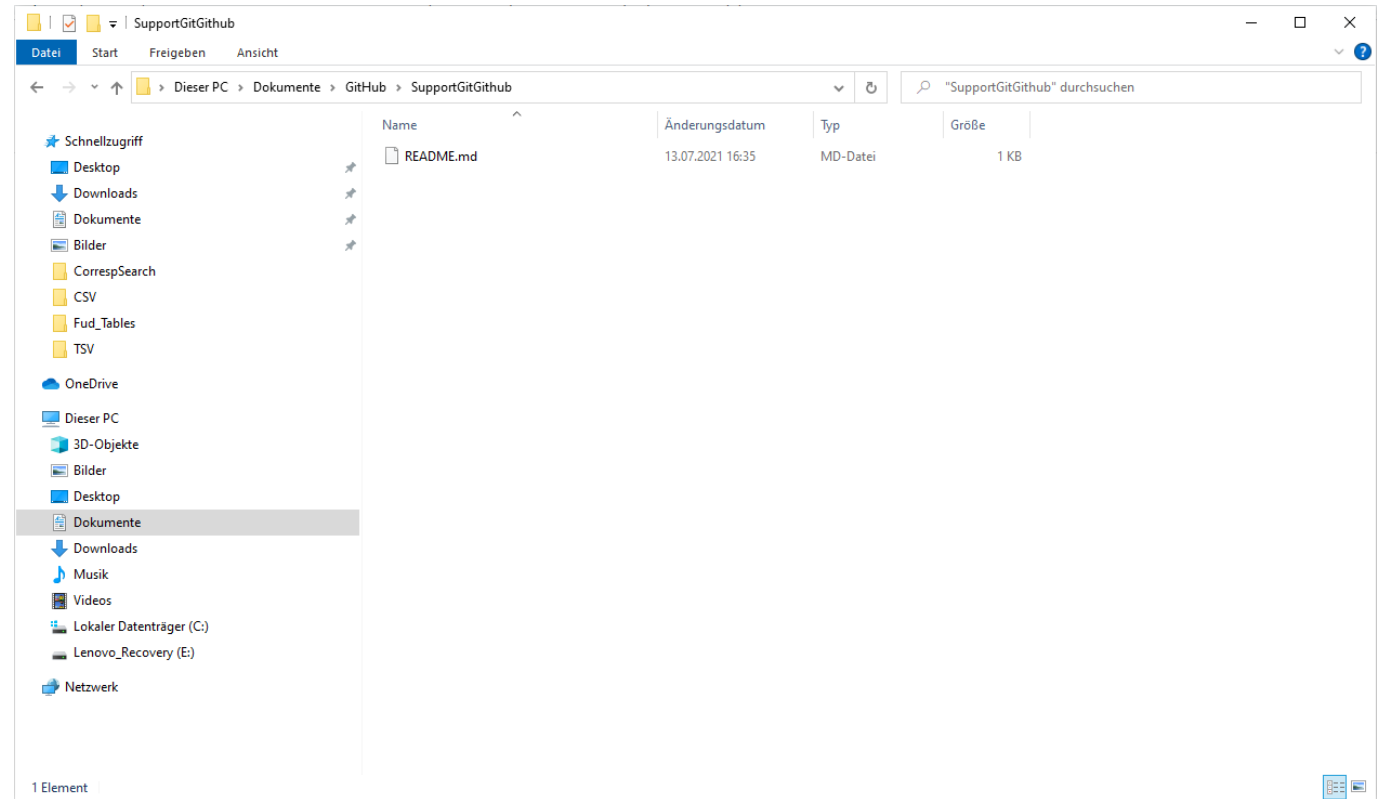 SupportGitGithub
Datei Start Freigeben Ansicht
Dieser PC > Dokumente > GitHub > SupportGitGithub
"SupportGitGithub" durchsuchen
Schnellzugriff
Desktop
Downloads
Dokumente
Bilder
CorrespSearch
CSV
Fud_Tables
TSV
OneDrive
Dieser PC
3D-Objekte
Bilder
Desktop
Dokumente
Downloads
Musik
Videos
Lokaler Datenträger (C:)
Lenovo_Recovery (E:)
Netzwerk
Name Änderungsdatum Typ Größe
README.md 13.07.2021 16:35 MD-Datei 1 KB
1 Element